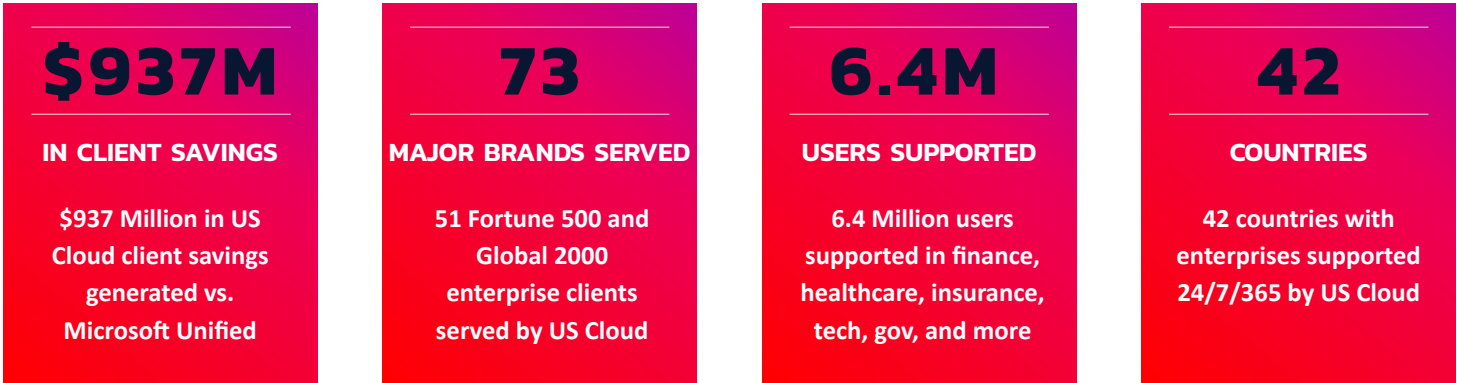 $937M
IN CLIENT SAVINGS
$937 Million in US
Cloud client savings
generated vs.
Microsoft Unified
73
MAJOR BRANDS SERVED
51 Fortune 500 and
Global 2000
enterprise clients
served by US Cloud
6.4M
USERS SUPPORTED
6.4 Million users
supported in finance,
healthcare, insurance,
tech, gov, and more
42
COUNTRIES
42 countries with
enterprises supported
24/7/365 by US Cloud